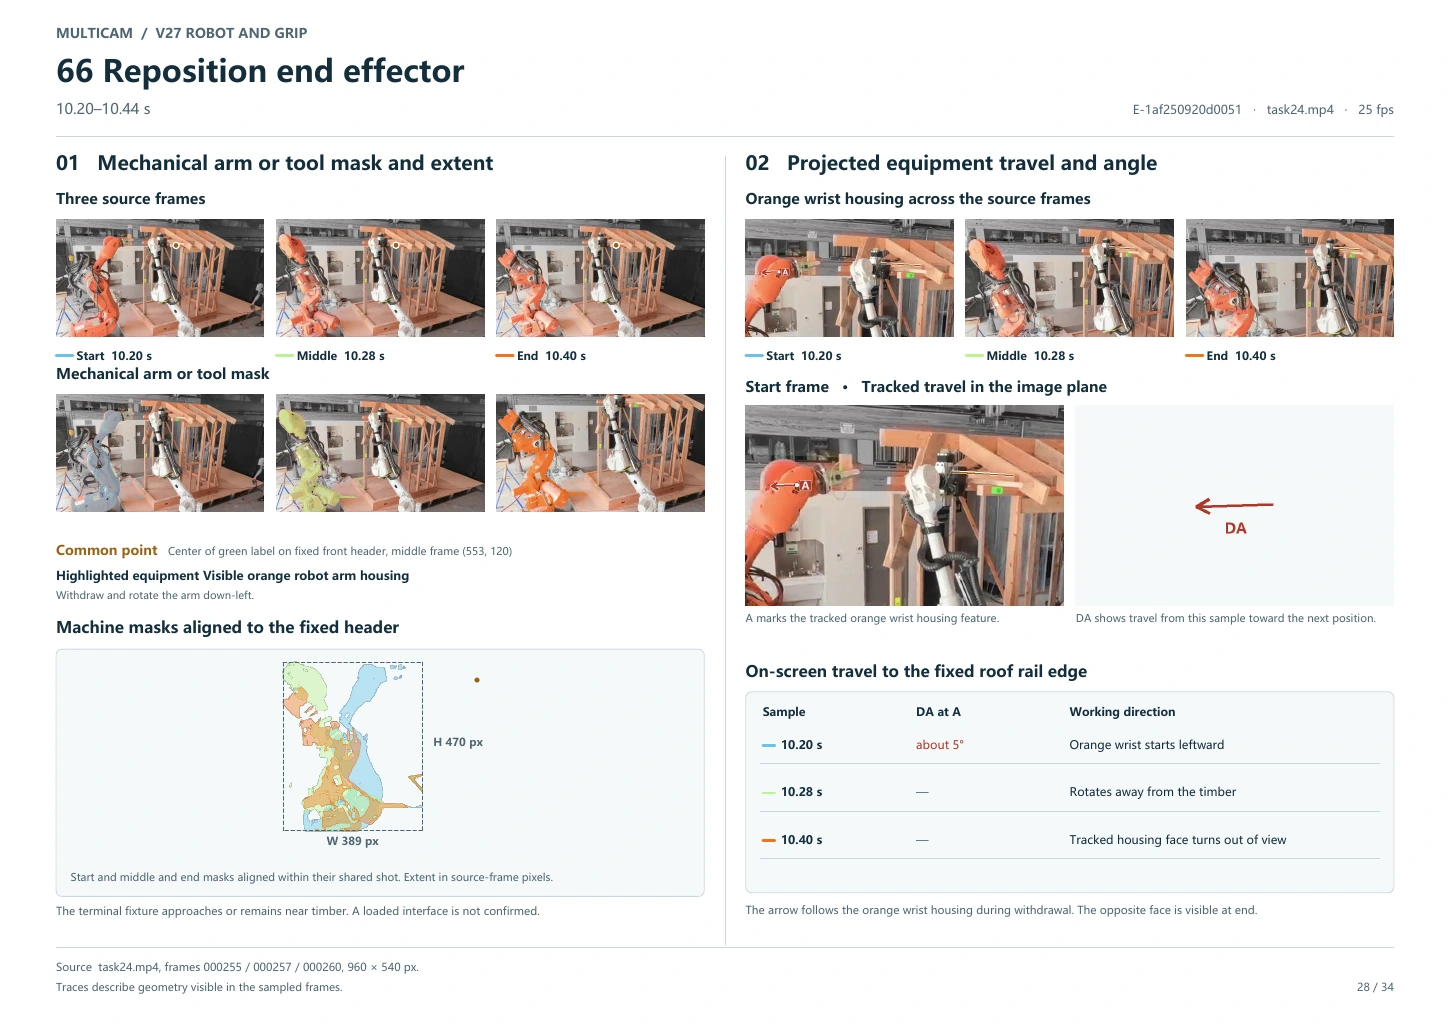 MULTICAM / V27 ROBOT AND GRIP
66 Reposition end effector
10.20–10.44 s
E-1af250920d0051 · task24.mp4 · 25 fps
01 Mechanical arm or tool mask and extent
Three source frames
Start 10.20 s
Middle 10.28 s
End 10.40 s
Mechanical arm or tool mask
Common point Center of green label on fixed front header, middle frame (553, 120)
Highlighted equipment Visible orange robot arm housing
Withdraw and rotate the arm down-left.
Machine masks aligned to the fixed header
H 470 px
W 389 px
Start and middle and end masks aligned within their shared shot. Extent in source-frame pixels.
The terminal fixture approaches or remains near timber. A loaded interface is not confirmed.
02 Projected equipment travel and angle
Orange wrist housing across the source frames
A
Start 10.20 s
Middle 10.28 s
End 10.40 s
Start frame • Tracked travel in the image plane
A
DA
A marks the tracked orange wrist housing feature.
DA shows travel from this sample toward the next position.
On-screen travel to the fixed roof rail edge
Sample DA at A Working direction
10.20 s about 5° Orange wrist starts leftward
10.28 s — Rotates away from the timber
10.40 s — Tracked housing face turns out of view
The arrow follows the orange wrist housing during withdrawal. The opposite face is visible at end.
Source task24.mp4, frames 000255 / 000257 / 000260, 960 × 540 px.
Traces describe geometry visible in the sampled frames.
28 / 34